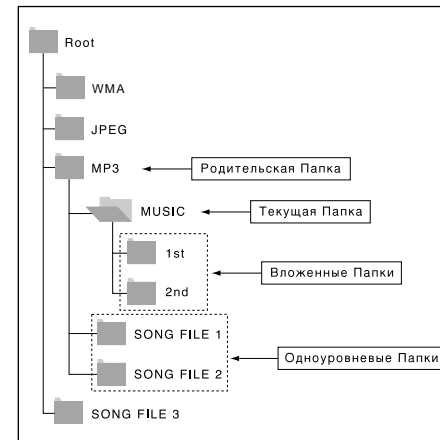 Root
WMA
JPEG
MP3
Родительская Папка
MUSIC
Текущая Папка
1st
Вложенные Папки
2nd
SONG FILE 1
Одноуровневые Папки
SONG FILE 2
SONG FILE 3